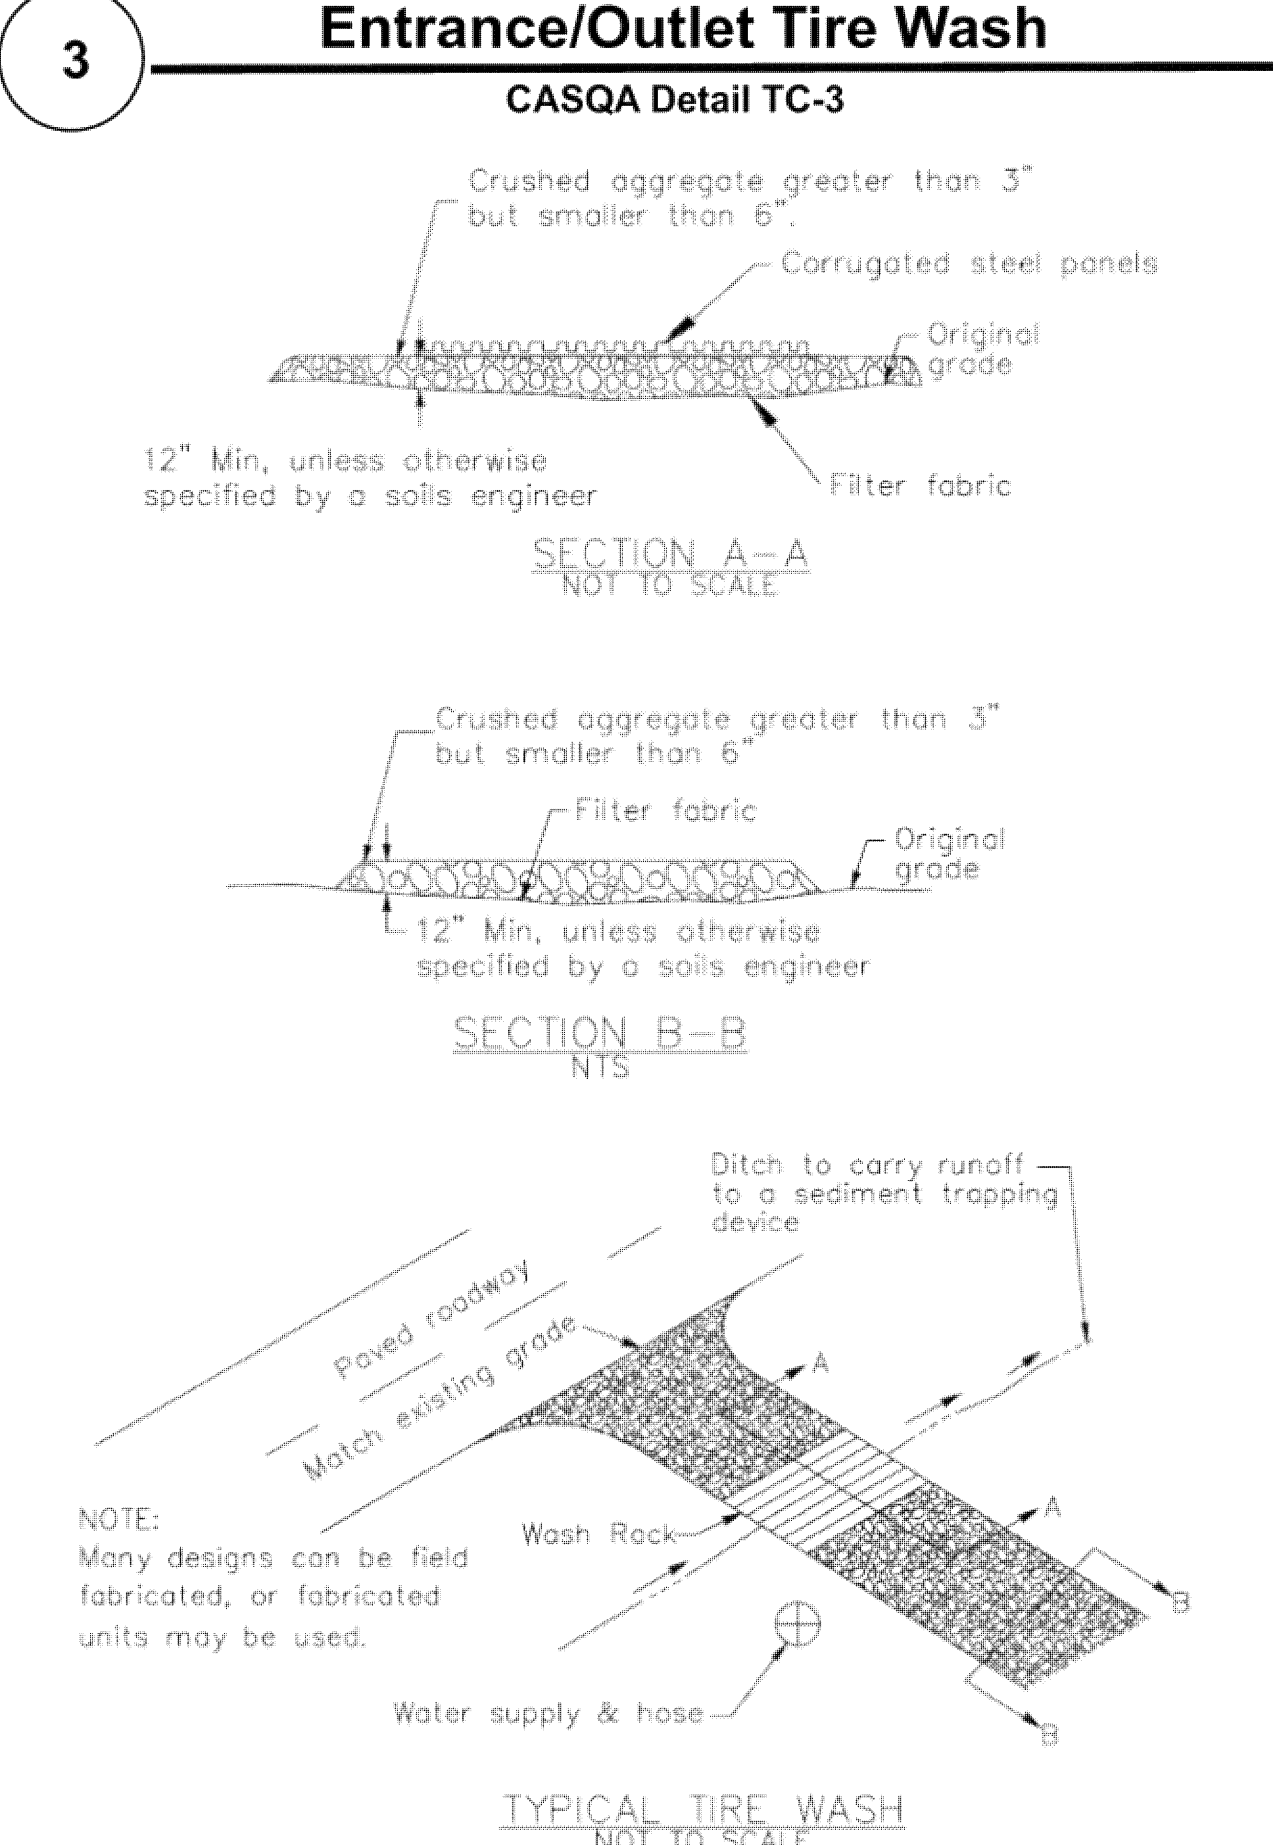 3
Entrance/Outlet Tire Wash
CASQA Detail TC-3
Crushed aggregate greater than 3"
but smaller than 6".
Corrugated steel panels
Original
grade
12" Min, unless otherwise
specified by a soils engineer
Filter fabric
SECTION A-A
NOT TO SCALE
Crushed aggregate greater than 3"
but smaller than 6"
Filter fabric
Original
grade
12" Min, unless otherwise
specified by a soils engineer
SECTION B-B
NTS
Ditch to carry runoff
to a sediment trapping
device
Paved roadway
Match existing grade
A
NOTE:
Many designs can be field
fabricated, or fabricated
units may be used.
Wash Rack
A
B
Water supply & hose
B
TYPICAL TIRE WASH
NOT TO SCALE